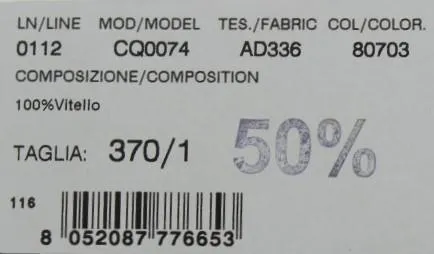 LN/LINE MOD/MODEL TES./FABRIC COL/COLOR.
0112 CQ0074 AD336 80703
COMPOSIZIONE/COMPOSITION
100%Vitello
TAGLIA: 370/1 50%
116
8 052087 776653